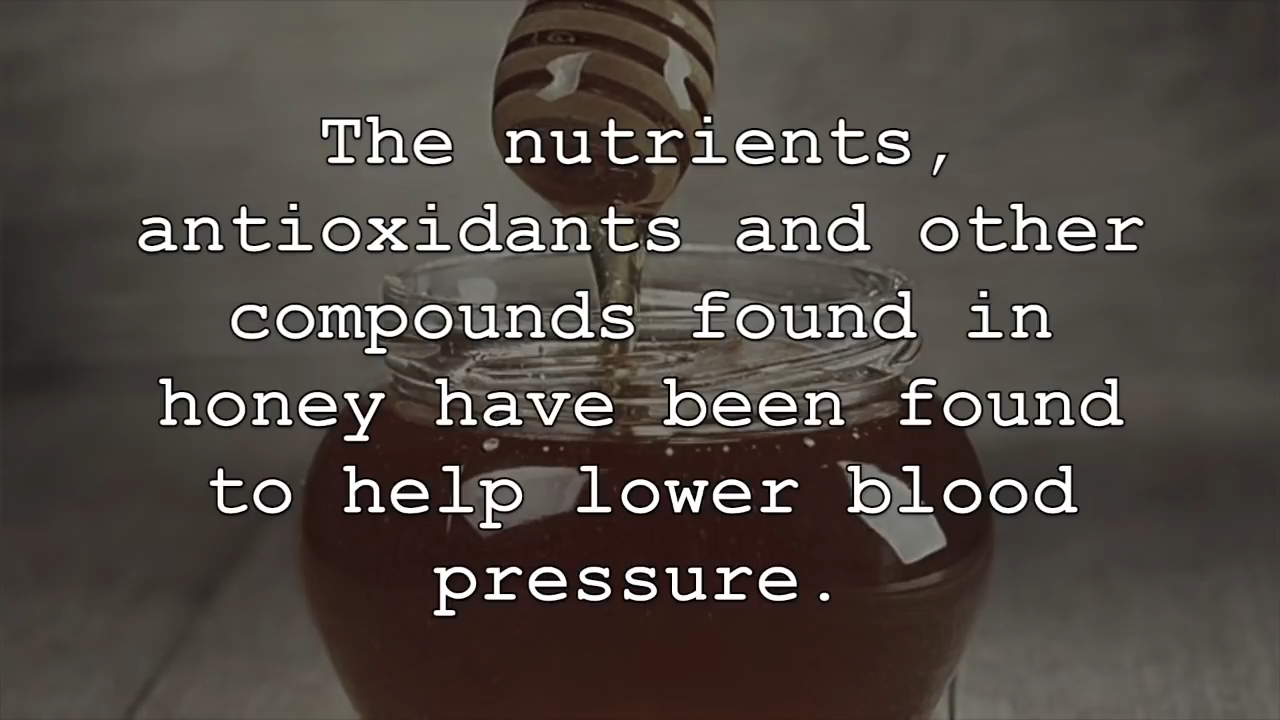 The nutrients,
antioxidants and other
compounds found in
honey have been found
to help lower blood
pressure.